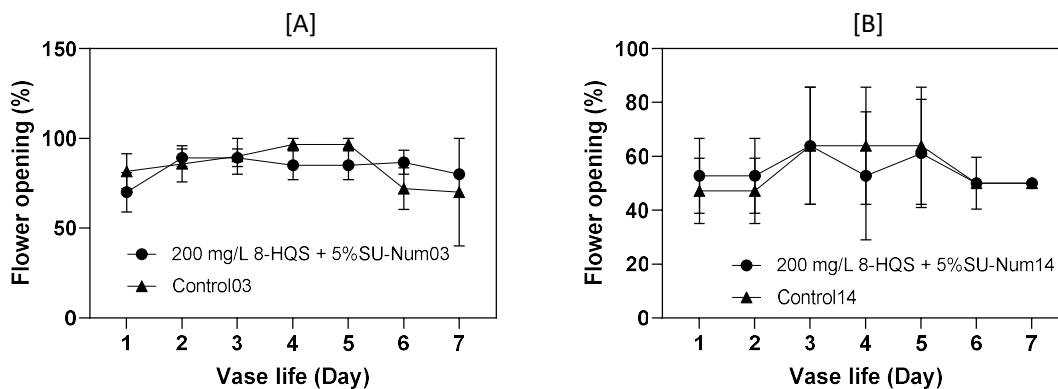 [A]
150
100
50
0
Flower opening (%)
200 mg/L 8-HQS + 5%SU-Num03
Control03
1 2 3 4 5 6 7
Vase life (Day)
[B]
100
80
60
40
20
0
Flower opening (%)
200 mg/L 8-HQS + 5%SU-Num14
Control14
1 2 3 4 5 6 7
Vase life (Day)